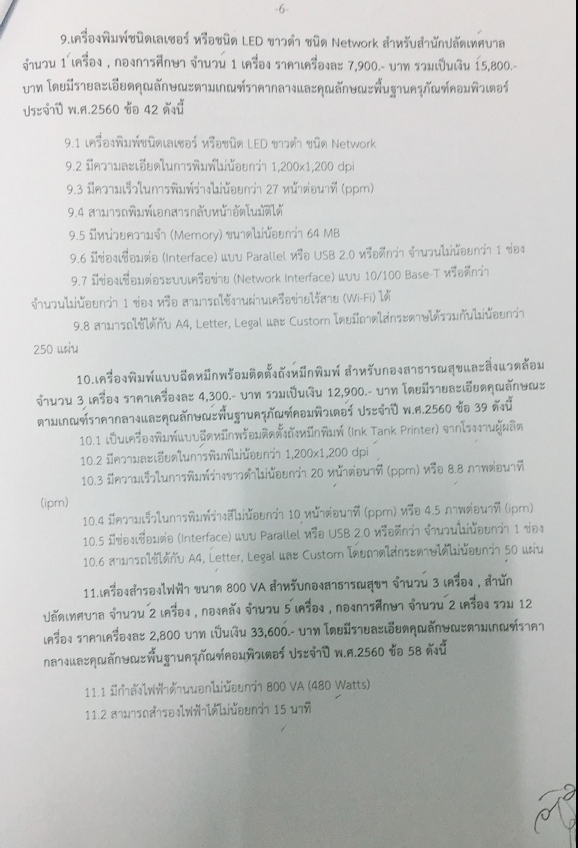 -6-
9.เครื่องพิมพ์ชนิดเลเซอร์ หรือชนิด LED ขาวดำ ชนิด Network สำหรับสำนักปลัดเทศบาล
จำนวน 1 เครื่อง , กองการศึกษา จำนวน 1 เครื่อง ราคาเครื่องละ 7,900.- บาท รวมเป็นเงิน 15,800.-
บาท โดยมีรายละเอียดคุณลักษณะตามเกณฑ์ราคากลางและคุณลักษณะพื้นฐานครุภัณฑ์คอมพิวเตอร์
ประจำปี พ.ศ.2560 ข้อ 42 ดังนี้
9.1 เครื่องพิมพ์ชนิดเลเซอร์ หรือชนิด LED ขาวดำ ชนิด Network
9.2 มีความละเอียดในการพิมพ์ไม่น้อยกว่า 1,200x1,200 dpi
9.3 มีความเร็วในการพิมพ์ร่างไม่น้อยกว่า 27 หน้าต่อนาที (ppm)
9.4 สามารถพิมพ์เอกสารกลับหน้าอัตโนมัติได้
9.5 มีหน่วยความจำ (Memory) ขนาดไม่น้อยกว่า 64 MB
9.6 มีช่องเชื่อมต่อ (Interface) แบบ Parallel หรือ USB 2.0 หรือดีกว่า จำนวนไม่น้อยกว่า 1 ช่อง
9.7 มีช่องเชื่อมต่อระบบเครือข่าย (Network Interface) แบบ 10/100 Base-T หรือดีกว่า
จำนวนไม่น้อยกว่า 1 ช่อง หรือ สามารถใช้งานผ่านเครือข่ายไร้สาย (Wi-Fi) ได้
9.8 สามารถใช้ได้กับ A4, Letter, Legal และ Custom โดยมีถาดใส่กระดาษได้รวมกันไม่น้อยกว่า
250 แผ่น
10.เครื่องพิมพ์แบบฉีดหมึกพร้อมติดตั้งถังหมึกพิมพ์ สำหรับกองสาธารณสุขและสิ่งแวดล้อม
จำนวน 3 เครื่อง ราคาเครื่องละ 4,300.- บาท รวมเป็นเงิน 12,900.- บาท โดยมีรายละเอียดคุณลักษณะ
ตามเกณฑ์ราคากลางและคุณลักษณะพื้นฐานครุภัณฑ์คอมพิวเตอร์ ประจำปี พ.ศ.2560 ข้อ 39 ดังนี้
10.1 เป็นเครื่องพิมพ์แบบฉีดหมึกพร้อมติดตั้งถังหมึกพิมพ์ (Ink Tank Printer) จากโรงงานผู้ผลิต
10.2 มีความละเอียดในการพิมพ์ไม่น้อยกว่า 1,200x1,200 dpi
10.3 มีความเร็วในการพิมพ์ร่างขาวดำไม่น้อยกว่า 20 หน้าต่อนาที (ppm) หรือ 8.8 ภาพต่อนาที
(ipm)
10.4 มีความเร็วในการพิมพ์ร่างสีไม่น้อยกว่า 10 หน้าต่อนาที (ppm) หรือ 4.5 ภาพต่อนาที (ipm)
10.5 มีช่องเชื่อมต่อ (Interface) แบบ Parallel หรือ USB 2.0 หรือดีกว่า จำนวนไม่น้อยกว่า 1 ช่อง
10.6 สามารถใช้ได้กับ A4, Letter, Legal และ Custom โดยถาดใส่กระดาษได้ไม่น้อยกว่า 50 แผ่น
11.เครื่องสำรองไฟฟ้า ขนาด 800 VA สำหรับกองสาธารณสุขฯ จำนวน 3 เครื่อง , สำนัก
ปลัดเทศบาล จำนวน 2 เครื่อง , กองคลัง จำนวน 5 เครื่อง , กองการศึกษา จำนวน 2 เครื่อง รวม 12
เครื่อง ราคาเครื่องละ 2,800 บาท เป็นเงิน 33,600.- บาท โดยมีรายละเอียดคุณลักษณะตามเกณฑ์ราคา
กลางและคุณลักษณะพื้นฐานครุภัณฑ์คอมพิวเตอร์ ประจำปี พ.ศ.2560 ข้อ 58 ดังนี้
11.1 มีกำลังไฟฟ้าด้านนอกไม่น้อยกว่า 800 VA (480 Watts)
11.2 สามารถสำรองไฟฟ้าได้ไม่น้อยกว่า 15 นาที